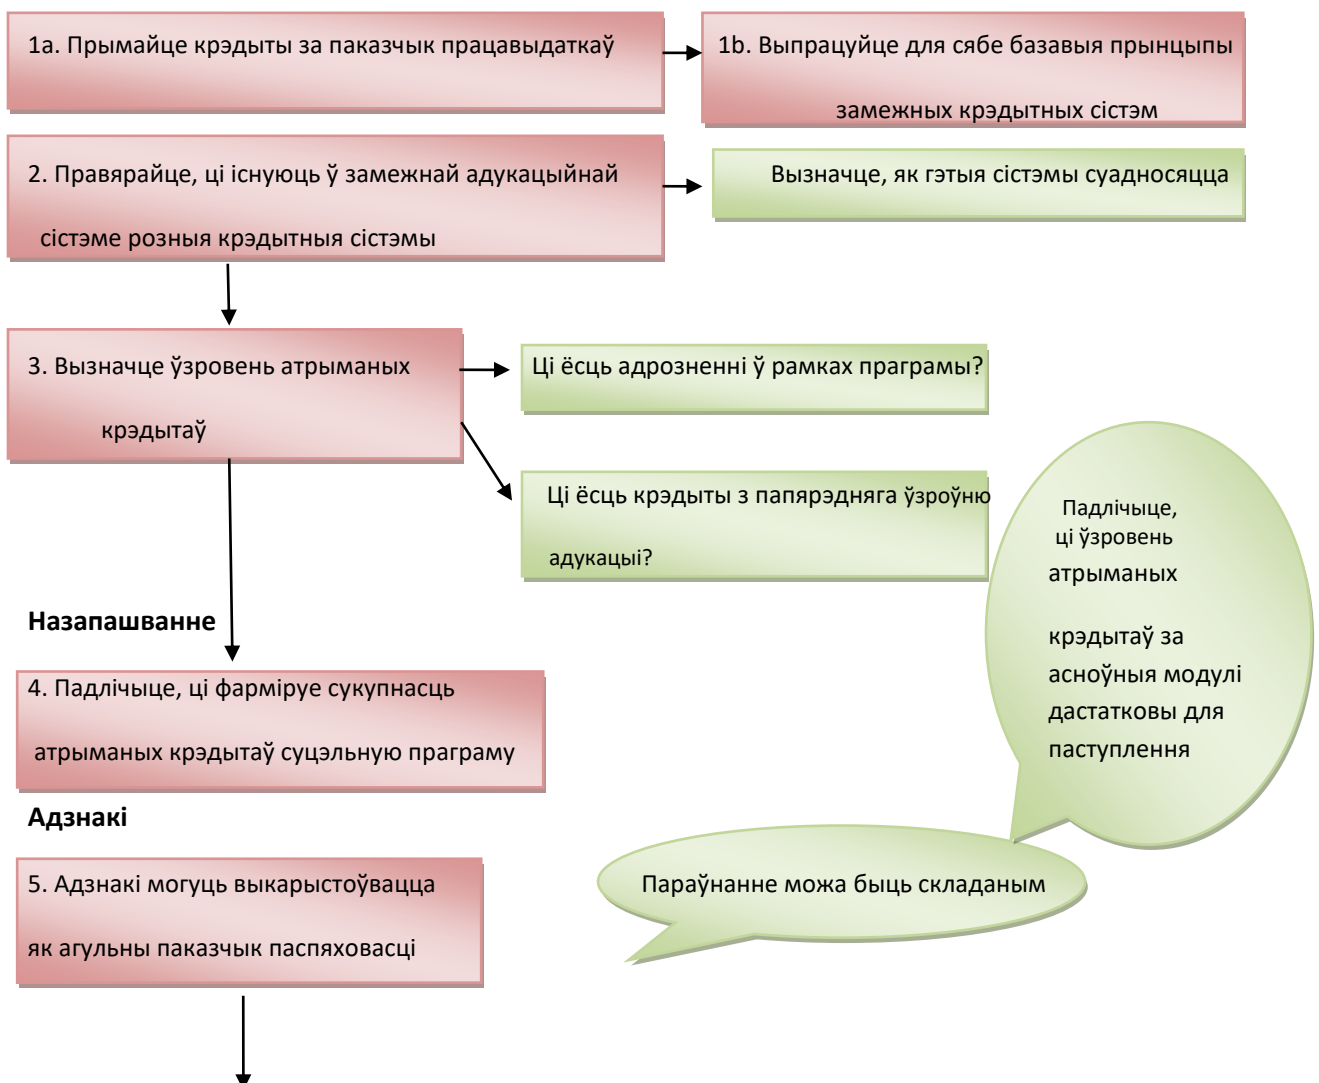 1a. Прымайце крэдыты за паказчык працавыдаткаў
1b. Выпрацуйце для сябе базавыя прынцыпы
замежных крэдытных сістэм
2. Правярайце, ці існуюць ў замежнай адукацыйнай
сістэме розныя крэдытныя сістэмы
Вызначце, як гэтыя сістэмы суадносяцца
3. Вызначце ўзровень атрыманых
крэдытаў
Ці ёсць адрозненні ў рамках праграмы?
Ці ёсць крэдыты з папярэдняга ўзроўню
адукацыі?
Падлічыце,
ці ўзровень
атрыманых
крэдытаў за
асноўныя модулі
дастатковы для
паступлення
Назапашванне
4. Падлічыце, ці фарміруе сукупнасць
атрыманых крэдытаў суцэльную праграму
Адзнакі
5. Адзнакі могуць выкарыстоўвацца
як агульны паказчык паспяховасці
Параўнанне можа быць складаным